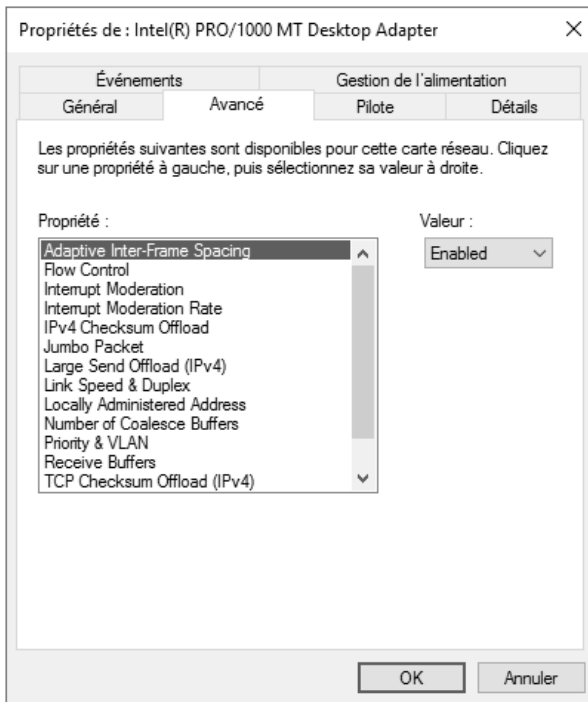 Propriétés de : Intel(R) PRO/1000 MT Desktop Adapter
Événements
Gestion de l'alimentation
Général
Avancé
Pilote
Détails
Les propriétés suivantes sont disponibles pour cette carte réseau. Cliquez
sur une propriété à gauche, puis sélectionnez sa valeur à droite.
Propriété :
Valeur :
Adaptive Inter-Frame Spacing
Enabled
Flow Control
Interrupt Moderation
Interrupt Moderation Rate
IPv4 Checksum Offload
Jumbo Packet
Large Send Offload (IPv4)
Link Speed & Duplex
Locally Administered Address
Number of Coalesce Buffers
Priority & VLAN
Receive Buffers
TCP Checksum Offload (IPv4)
OK
Annuler